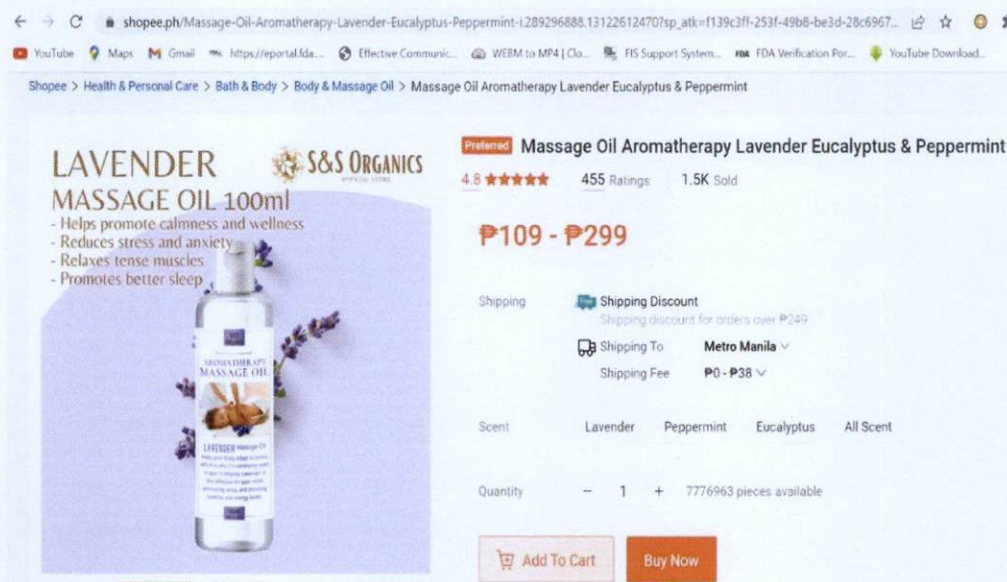 shopee.ph/Massage-Oil-Aromatherapy-Lavender-Eucalyptus-Peppermint-i.289296888.13122612470?sp_atk=f139c3ff-253f-49b8-be3d-28c6967...
YouTube Maps Gmail https://eportal.fda... Effective Communic... WEBM to MP4 | Clo... FIS Support System... FDA FDA Verification Por... YouTube Download...
Shopee > Health & Personal Care > Bath & Body > Body & Massage Oil > Massage Oil Aromatherapy Lavender Eucalyptus & Peppermint
LAVENDER
MASSAGE OIL 100ml
- Helps promote calmness and wellness
- Reduces stress and anxiety
- Relaxes tense muscles
- Promotes better sleep
S&S ORGANICS
OFFICIAL STORE
AROMATHERAPY
MASSAGE OIL
LAVENDER Massage Oil
Preferred Massage Oil Aromatherapy Lavender Eucalyptus & Peppermint
4.8 455 Ratings 1.5K Sold
₱109 - ₱299
Shipping Free Shipping Discount
Shipping discount for orders over ₱249
Shipping To Metro Manila
Shipping Fee ₱0 - ₱38
Scent Lavender Peppermint Eucalyptus All Scent
Quantity − 1 + 7776963 pieces available
Add To Cart Buy Now